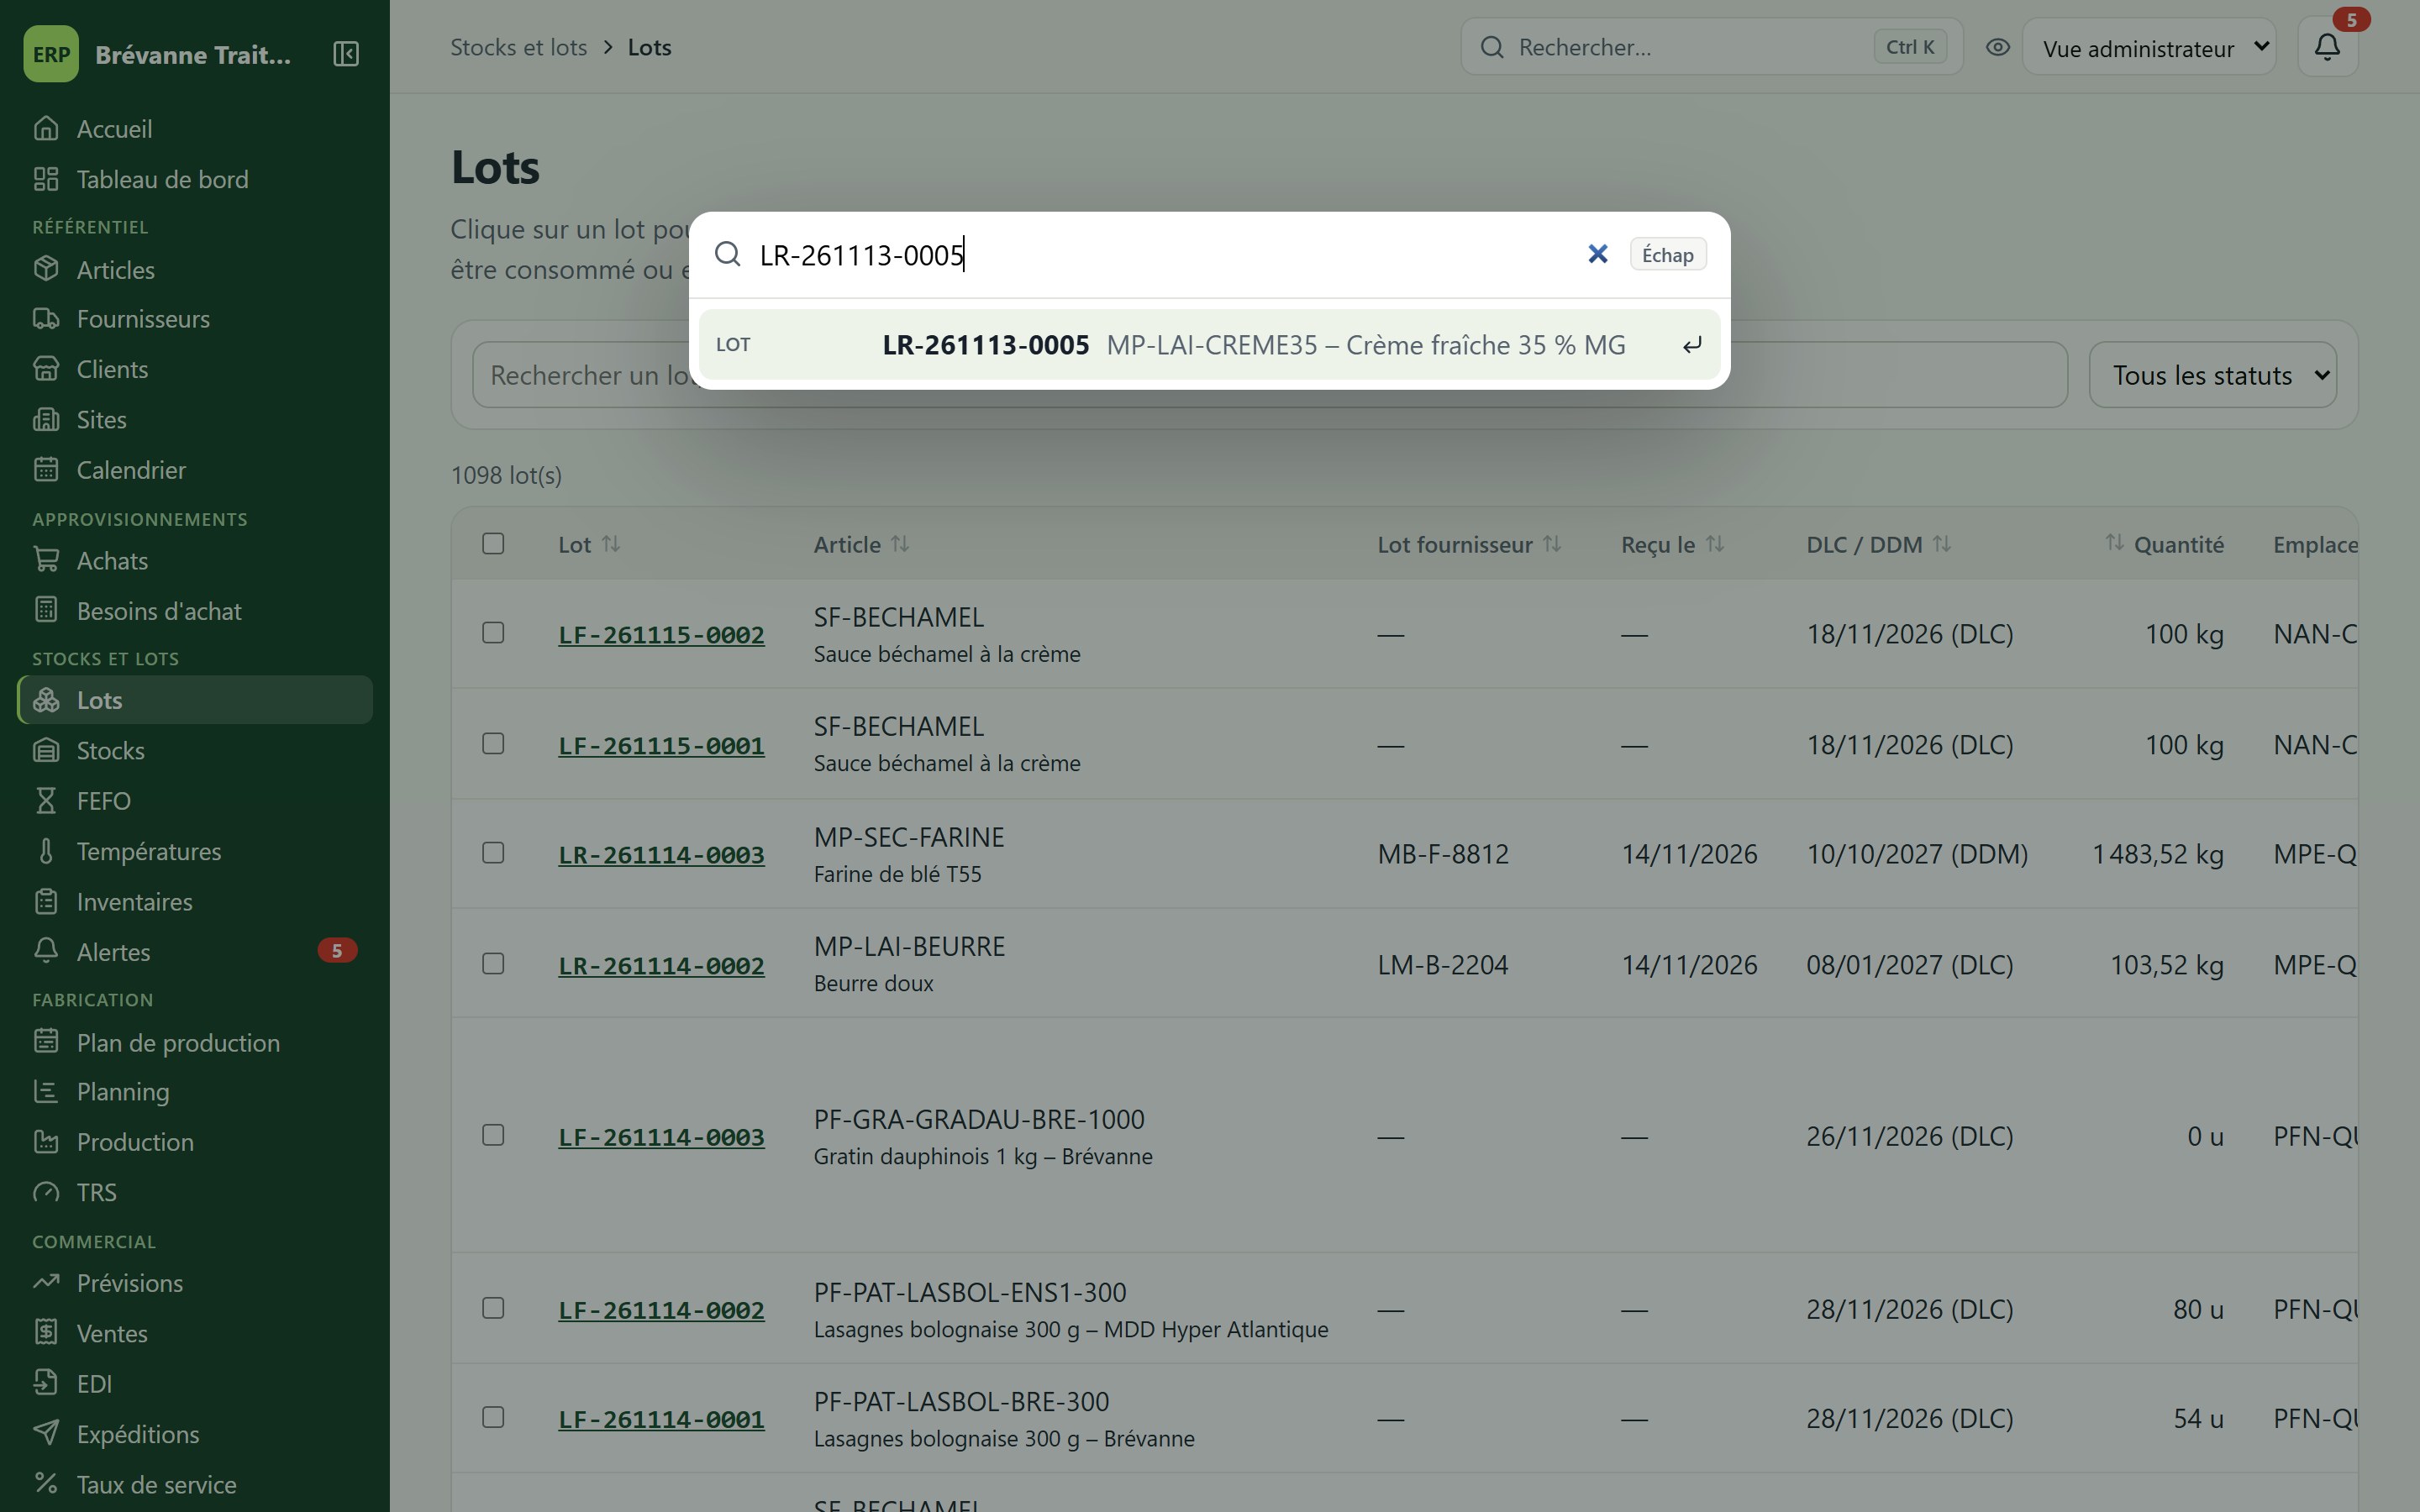 ERP Brévanne Trait...
Accueil
Tableau de bord
RÉFÉRENTIEL
Articles
Fournisseurs
Clients
Sites
Calendrier
APPROVISIONNEMENTS
Achats
Besoins d'achat
STOCKS ET LOTS
Lots
Stocks
FEFO
Températures
Inventaires
Alertes 5
FABRICATION
Plan de production
Planning
Production
TRS
COMMERCIAL
Prévisions
Ventes
EDI
Expéditions
Taux de service
Stocks et lots > Lots
Rechercher... Ctrl K
Vue administrateur
5
Lots
Clique sur un lot
être consommé ou
LR-261113-0005 Échap
LOT LR-261113-0005 MP-LAI-CREME35 – Crème fraîche 35 % MG
Rechercher un
Tous les statuts
1098 lot(s)
Lot Article Lot fournisseur Reçu le DLC / DDM Quantité Emplace
LF-261115-0002 SF-BECHAMEL — — 18/11/2026 (DLC) 100 kg NAN-C
Sauce béchamel à la crème
LF-261115-0001 SF-BECHAMEL — — 18/11/2026 (DLC) 100 kg NAN-C
Sauce béchamel à la crème
LR-261114-0003 MP-SEC-FARINE MB-F-8812 14/11/2026 10/10/2027 (DDM) 1 483,52 kg MPE-Q
Farine de blé T55
LR-261114-0002 MP-LAI-BEURRE LM-B-2204 14/11/2026 08/01/2027 (DLC) 103,52 kg MPE-Q
Beurre doux
LF-261114-0003 PF-GRA-GRADAU-BRE-1000 — — 26/11/2026 (DLC) 0 u PFN-QU
Gratin dauphinois 1 kg – Brévanne
LF-261114-0002 PF-PAT-LASBOL-ENS1-300 — — 28/11/2026 (DLC) 80 u PFN-QU
Lasagnes bolognaise 300 g – MDD Hyper Atlantique
LF-261114-0001 PF-PAT-LASBOL-BRE-300 — — 28/11/2026 (DLC) 54 u PFN-QU
Lasagnes bolognaise 300 g – Brévanne
SF-BECHAMEL